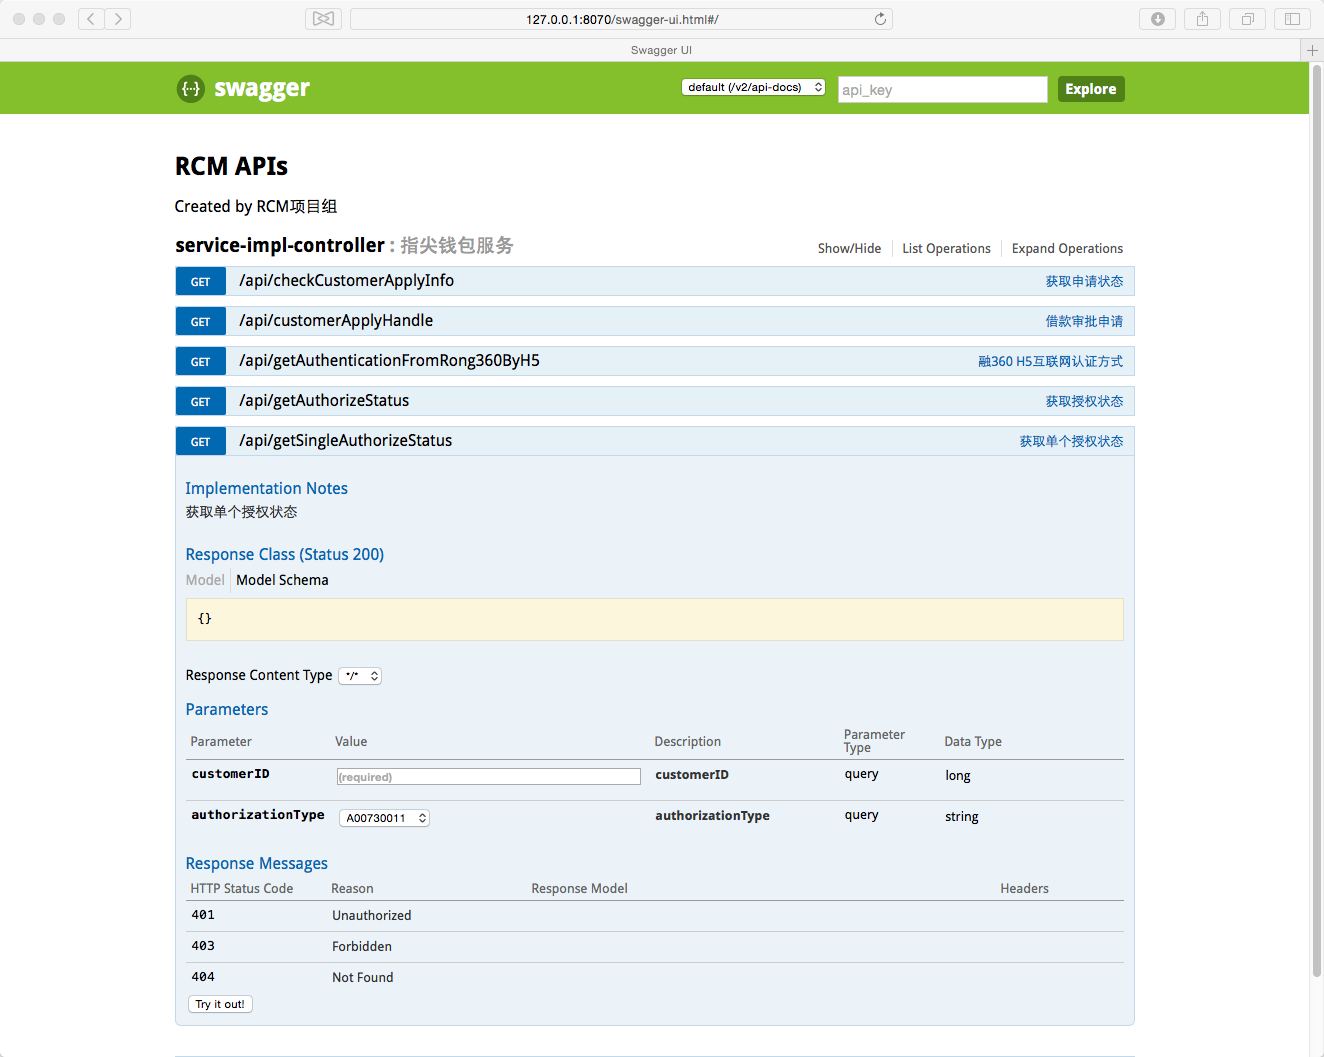 127.0.0.1:8070/swagger-ui.html#/
Swagger UI
{··} swagger default (/v2/api-docs) api_key Explore
RCM APIs
Created by RCM项目组
service-impl-controller : 指尖钱包服务 Show/Hide List Operations Expand Operations
GET /api/checkCustomerApplyInfo 获取申请状态
GET /api/customerApplyHandle 借款审批申请
GET /api/getAuthenticationFromRong360ByH5 融360 H5互联网认证方式
GET /api/getAuthorizeStatus 获取授权状态
GET /api/getSingleAuthorizeStatus 获取单个授权状态
Implementation Notes
获取单个授权状态
Response Class (Status 200)
Model Model Schema
{}
Response Content Type */*
Parameters
Parameter Value Description Parameter Type Data Type
customerID (required) customerID query long
authorizationType A00730011 authorizationType query string
Response Messages
HTTP Status Code Reason Response Model Headers
401 Unauthorized
403 Forbidden
404 Not Found
Try it out!